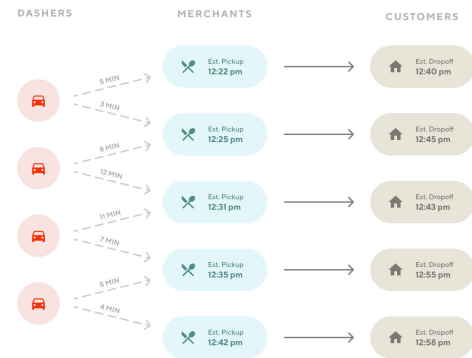 DASHERS
MERCHANTS
CUSTOMERS
5 MIN
3 MIN
8 MIN
12 MIN
11 MIN
7 MIN
5 MIN
4 MIN
Est. Pickup
12:22 pm
Est. Dropoff
12:40 pm
Est. Pickup
12:25 pm
Est. Dropoff
12:45 pm
Est. Pickup
12:31 pm
Est. Dropoff
12:43 pm
Est. Pickup
12:35 pm
Est. Dropoff
12:55 pm
Est. Pickup
12:42 pm
Est. Dropoff
12:58 pm